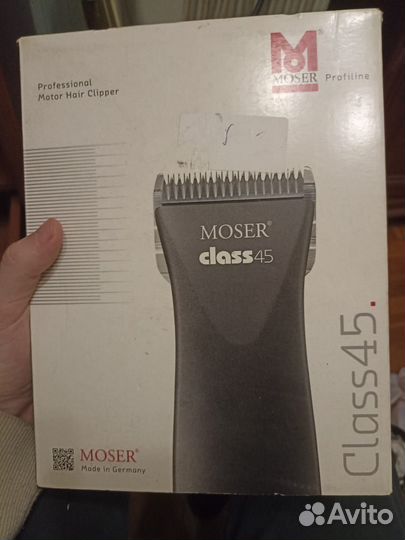 Professional
Motor Hair Clipper
MOSER®
Profiline
MOSER®
class45
Class45.
MOSER®
Made in Germany
Avito